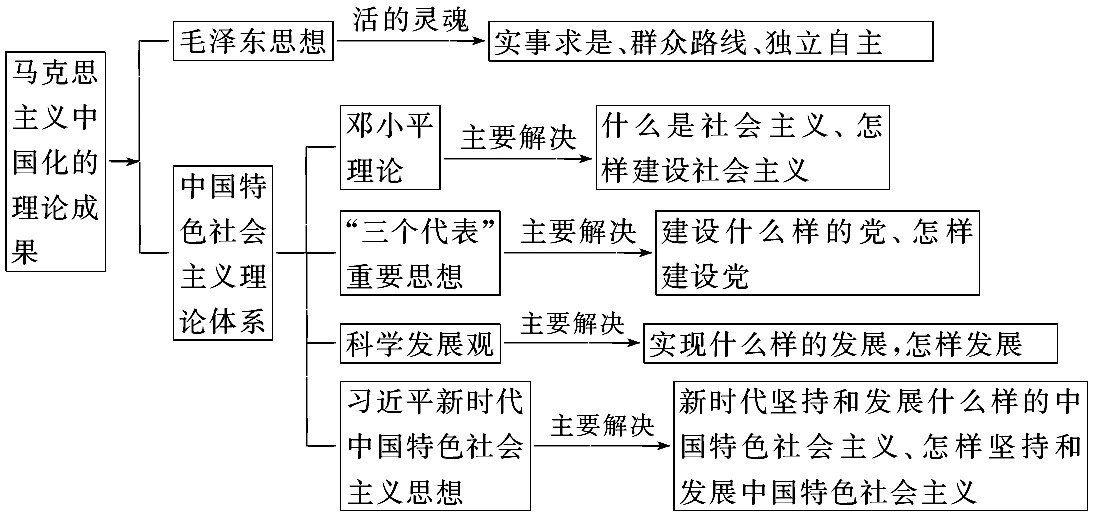 马克思
主义中
国化的
理论成
果
毛泽东思想
活的灵魂
实事求是、群众路线、独立自主
中国特
色社会
主义理
论体系
邓小平
理论
主要解决
什么是社会主义、怎
样建设社会主义
“三个代表”
重要思想
主要解决
建设什么样的党、怎样
建设党
科学发展观
主要解决
实现什么样的发展,怎样发展
习近平新时代
中国特色社会
主义思想
主要解决
新时代坚持和发展什么样的中
国特色社会主义、怎样坚持和
发展中国特色社会主义